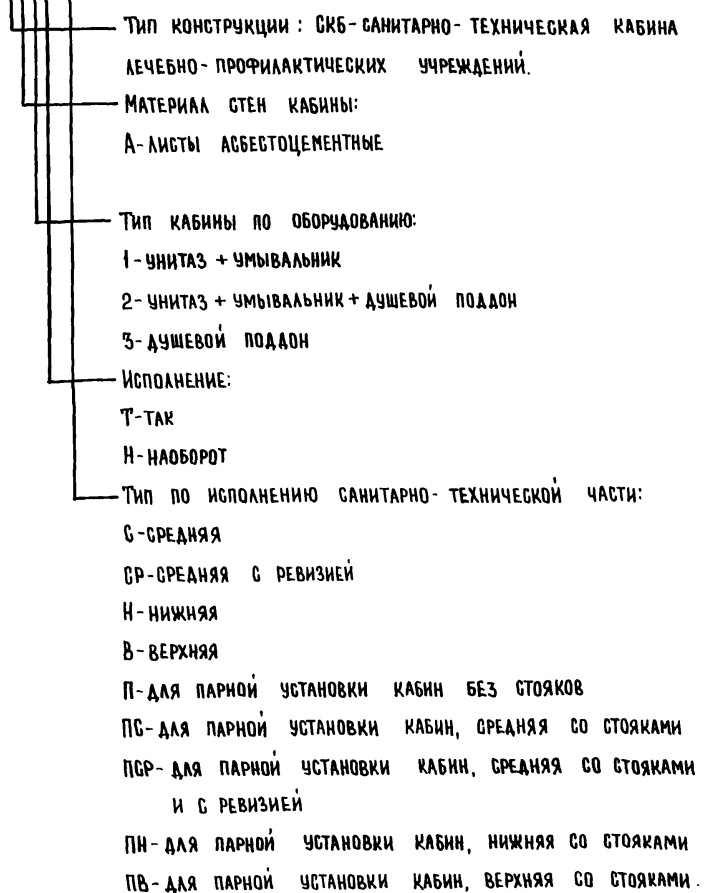 Тип конструкции: СКБ-санитарно-техническая кабина
лечебно-профилактических учреждений.
Материал стен кабины:
А-листы асбестоцементные
Тип кабины по оборудованию:
1-унитаз + умывальник
2-унитаз + умывальник + душевой поддон
3-душевой поддон
Исполнение:
Т-так
Н-наоборот
Тип по исполнению санитарно-технической части:
С-средняя
СР-средняя с ревизией
Н-нижняя
В-верхняя
П-для парной установки кабин без стояков
ПС-для парной установки кабин, средняя со стояками
ПСР-для парной установки кабин, средняя со стояками
и с ревизией
ПН-для парной установки кабин, нижняя со стояками
ПВ-для парной установки кабин, верхняя со стояками.